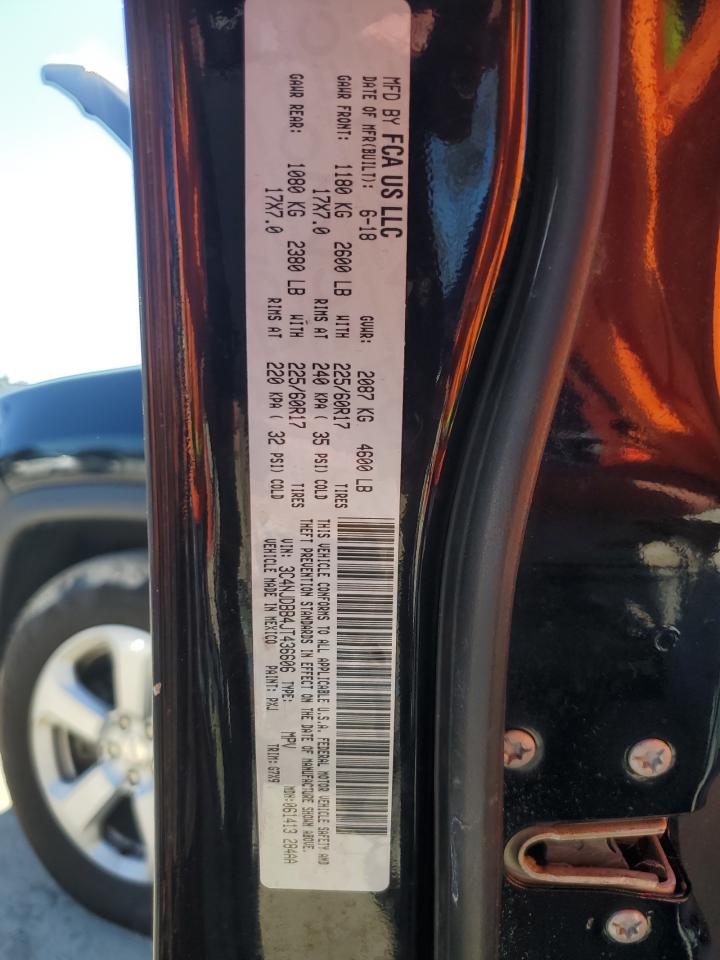 MFD BY FCA US LLC
DATE OF MFR(BUILT): 6-18 GVWR: 2087 KG 4600 LB
GAWR FRONT: 1180 KG 2600 LB WITH 225/60R17 TIRES
17X7.0 RIMS AT 240 KPA( 35 PSI) COLD
GAWR REAR: 1080 KG 2380 LB WITH 225/60R17 TIRES
17X7.0 RIMS AT 220 KPA( 32 PSI) COLD
THIS VEHICLE CONFORMS TO ALL APPLICABLE U.S.A. FEDERAL MOTOR VEHICLE SAFETY AND
THEFT PREVENTION STANDARDS IN EFFECT ON THE DATE OF MANUFACTURE SHOWN ABOVE.
VIN: 3C4NJDBB4JT436606 TYPE: MPV MDH:061413 284AA
VEHICLE MADE IN MEXICO PAINT: PXJ TRIM: G7X9